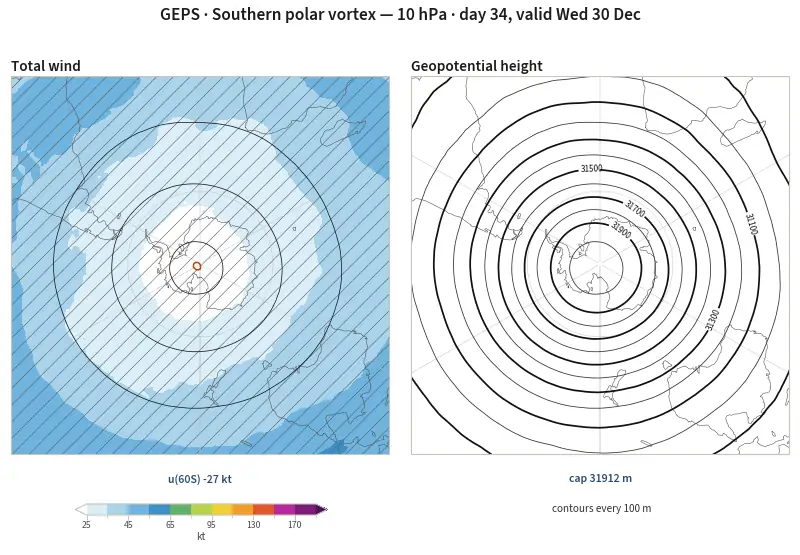 GEPS · Southern polar vortex — 10 hPa · day 34, valid Wed 30 Dec
Total wind
Geopotential height
31500
31700
31900
31100
31300
u(60S) -27 kt
cap 31912 m
contours every 100 m
25 45 65 95 130 170
kt